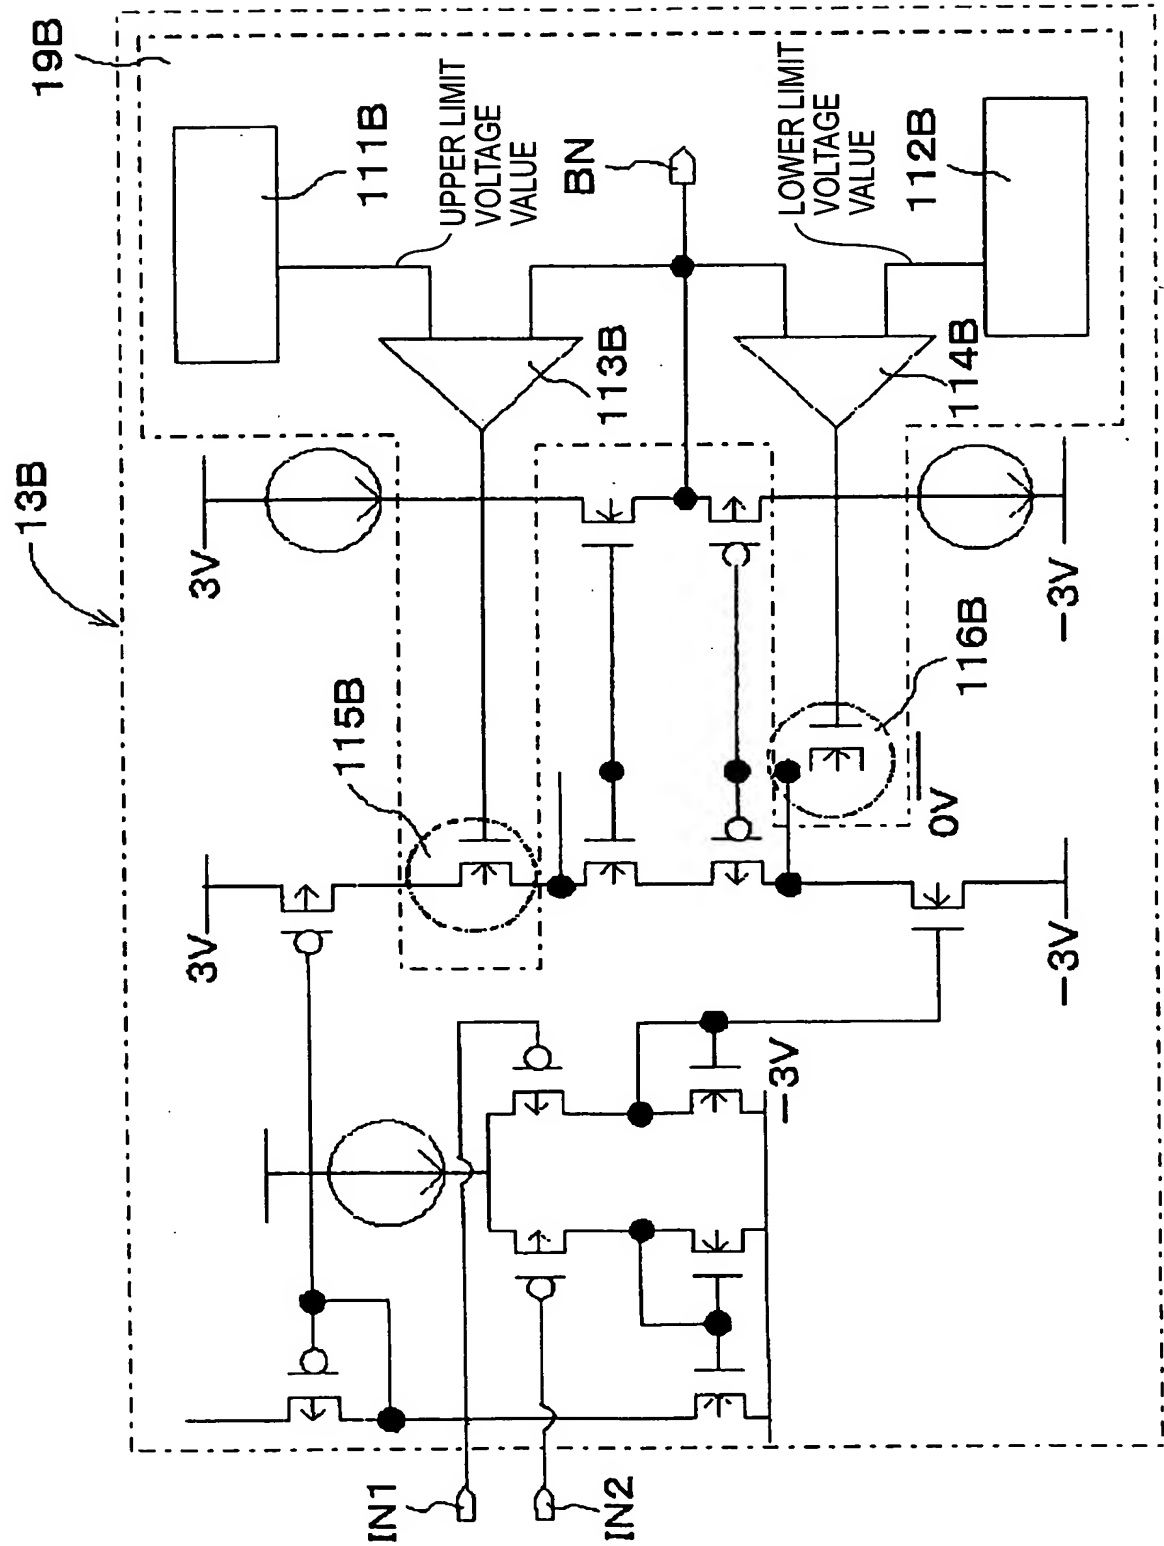 13B
19B
3V
3V
111B
UPPER LIMIT
VOLTAGE
VALUE
115B
113B
BN
IN1
IN2
-3V
LOWER LIMIT
VOLTAGE
VALUE
116B
114B
112B
0V
-3V
-3V